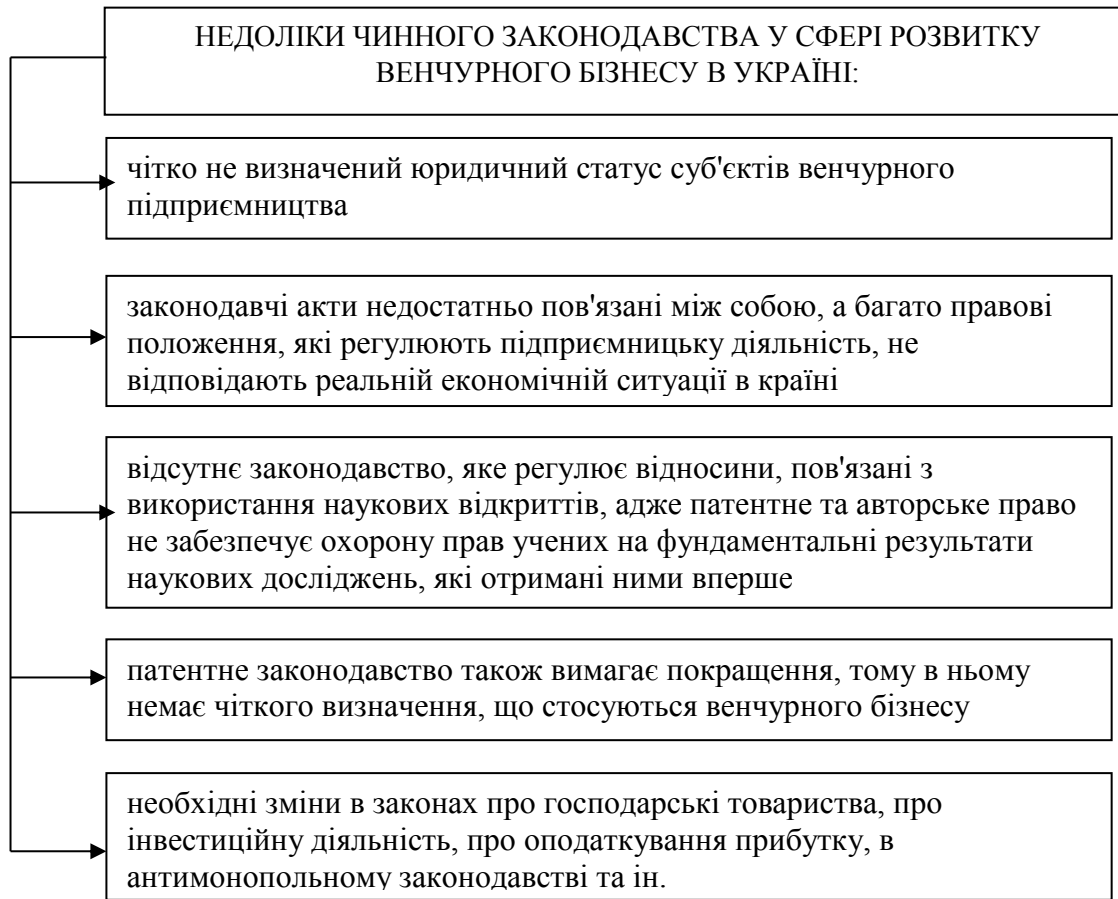 НЕДОЛІКИ ЧИННОГО ЗАКОНОДАВСТВА У СФЕРІ РОЗВИТКУ
ВЕНЧУРНОГО БІЗНЕСУ В УКРАЇНІ:
чітко не визначений юридичний статус суб'єктів венчурного
підприємництва
законодавчі акти недостатньо пов'язані між собою, а багато правові
положення, які регулюють підприємницьку діяльність, не
відповідають реальній економічній ситуації в країні
відсутнє законодавство, яке регулює відносини, пов'язані з
використання наукових відкриттів, адже патентне та авторське право
не забезпечує охорону прав учених на фундаментальні результати
наукових досліджень, які отримані ними вперше
патентне законодавство також вимагає покращення, тому в ньому
немає чіткого визначення, що стосуються венчурного бізнесу
необхідні зміни в законах про господарські товариства, про
інвестиційну діяльність, про оподаткування прибутку, в
антимонопольному законодавстві та ін.